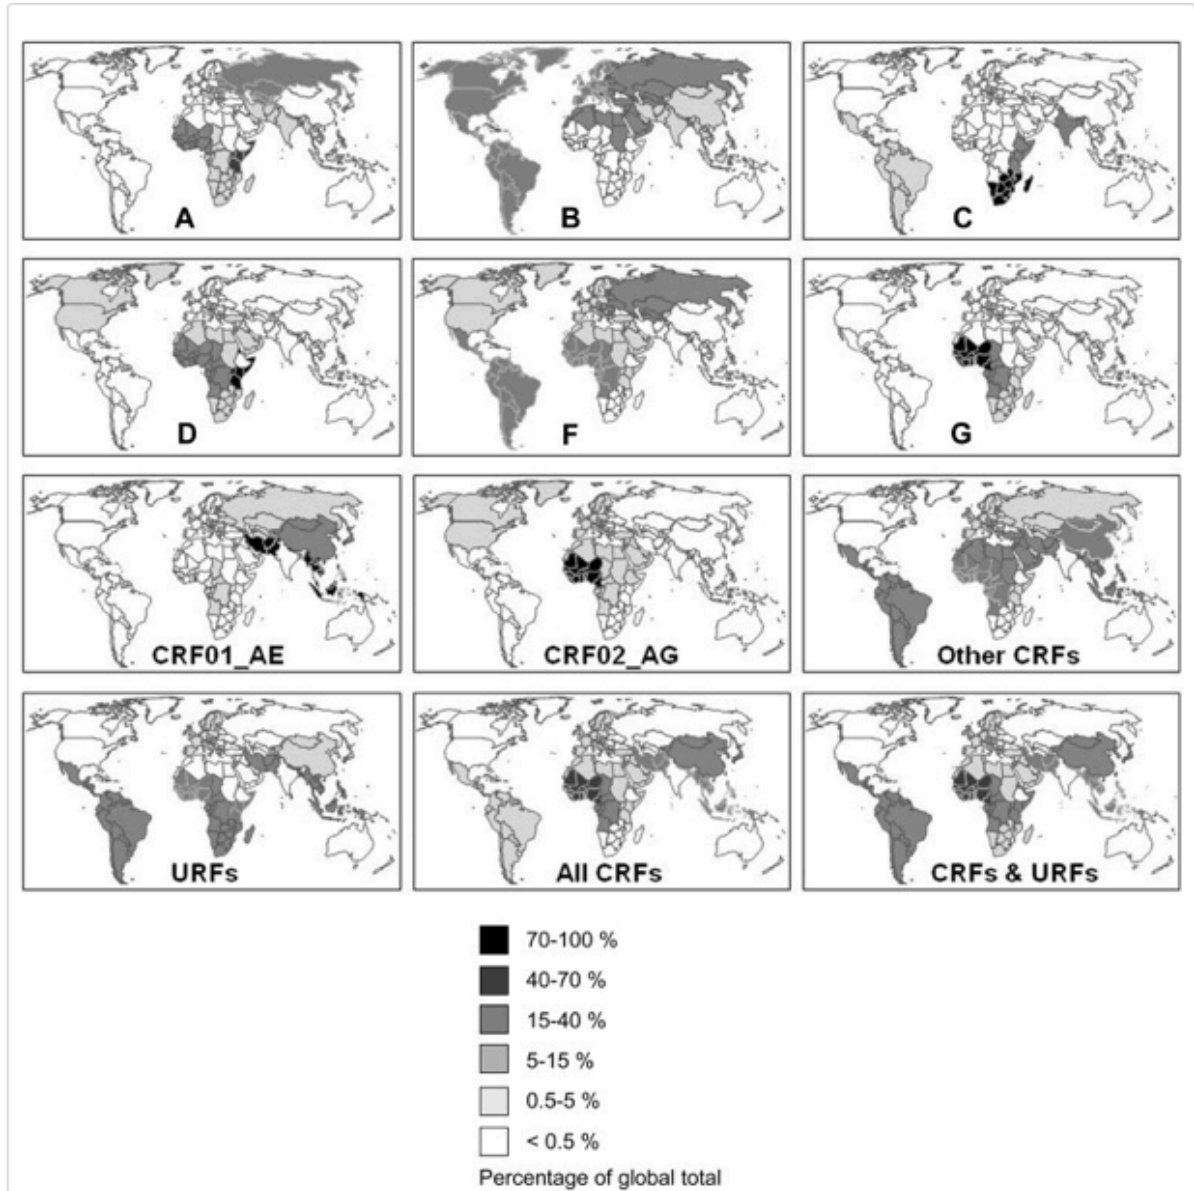 A
B
C
D
F
G
CRF01_AE
CRF02_AG
Other CRFs
URFs
All CRFs
CRFs & URFs
70-100 %
40-70 %
15-40 %
5-15 %
0.5-5 %
< 0.5 %
Percentage of global total